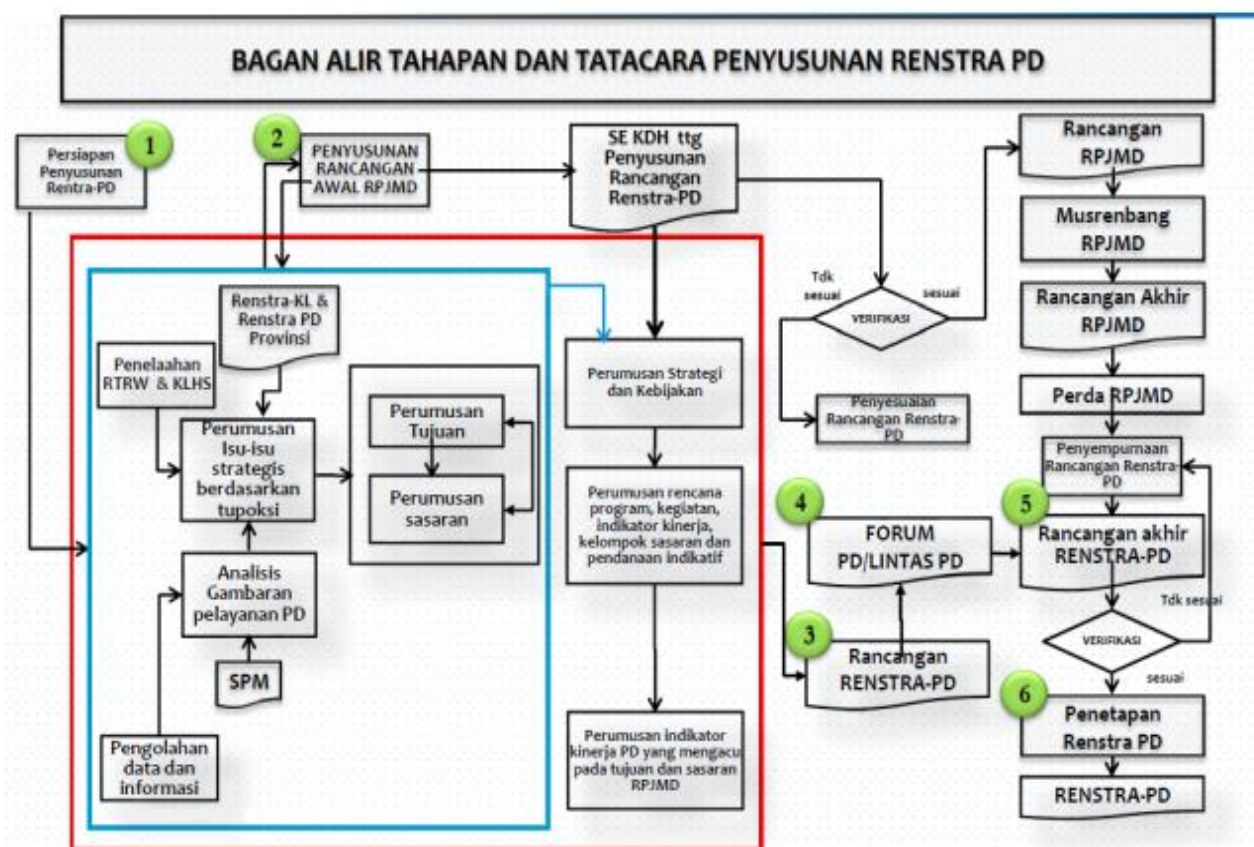 BAGAN ALIR TAHAPAN DAN TATACARA PENYUSUNAN RENSTRA PD
1
Persiapan
Penyusunan
Rentra-PD
2
PENYUSUNAN
RANCANGAN
AWAL RPJMD
SE KDH ttg
Penyusunan
Rancangan
Renstra-PD
Rancangan
RPJMD
Musrenbang
RPJMD
Rancangan Akhir
RPJMD
Perda RPJMD
Tdk
sesuai
sesuai
VERIFIKASI
Penyesuaian
Rancangan Renstra-
PD
Renstra-KL &
Renstra PD
Provinsi
Penelaahan
RTRW & KLHS
Perumusan
Isu-isu
strategis
berdasarkan
tupoksi
Perumusan
Tujuan
Perumusan
sasaran
Analisis
Gambaran
pelayanan PD
SPM
Pengolahan
data dan
informasi
Perumusan Strategi
dan Kebijakan
Perumusan rencana
program, kegiatan,
indikator kinerja,
kelompok sasaran dan
pendanaan indikatif
Perumusan indikator
kinerja PD yang mengacu
pada tujuan dan sasaran
RPJMD
3
Rancangan
RENSTRA-PD
4
FORUM
PD/LINTAS PD
Penyempurnaan
Rancangan Renstra-
PD
5
Rancangan akhir
RENSTRA-PD
Tdk sesuai
VERIFIKASI
sesuai
6
Penetapan
Renstra PD
RENSTRA-PD